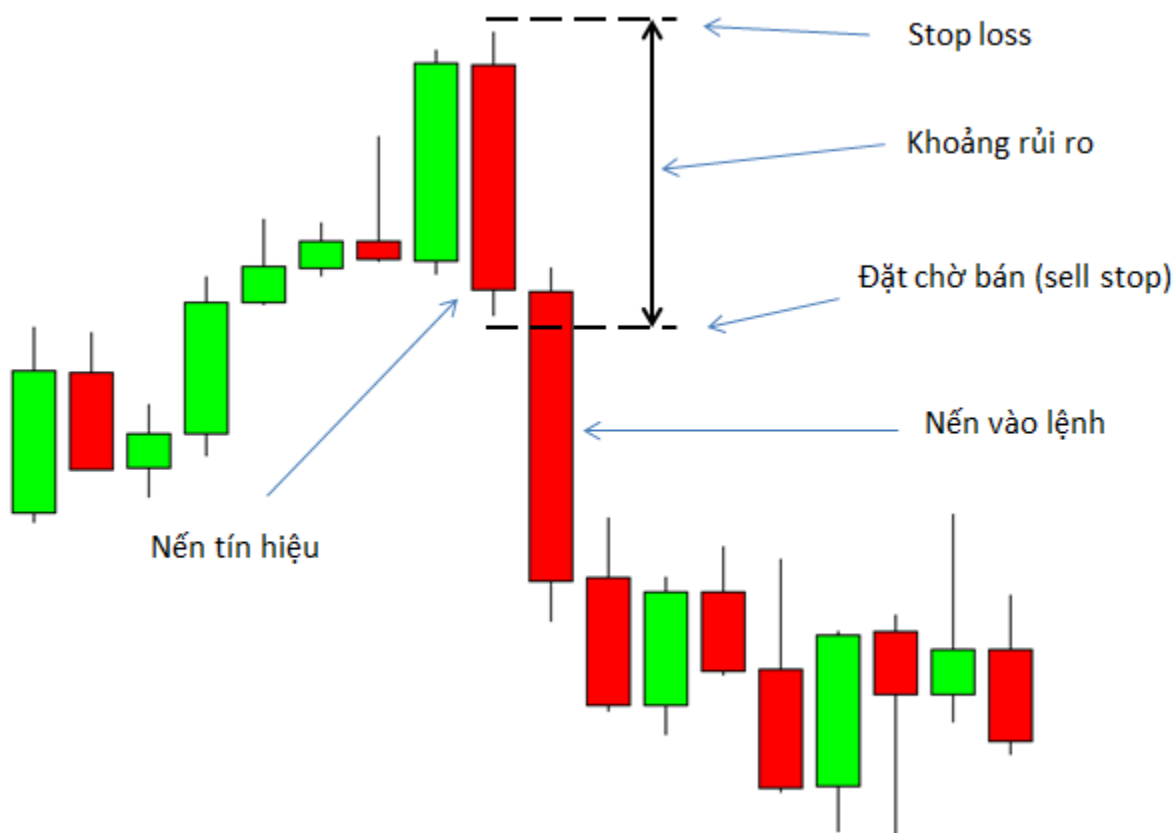 Stop loss
Khoảng rủi ro
Đặt chờ bán (sell stop)
Nến vào lệnh
Nến tín hiệu